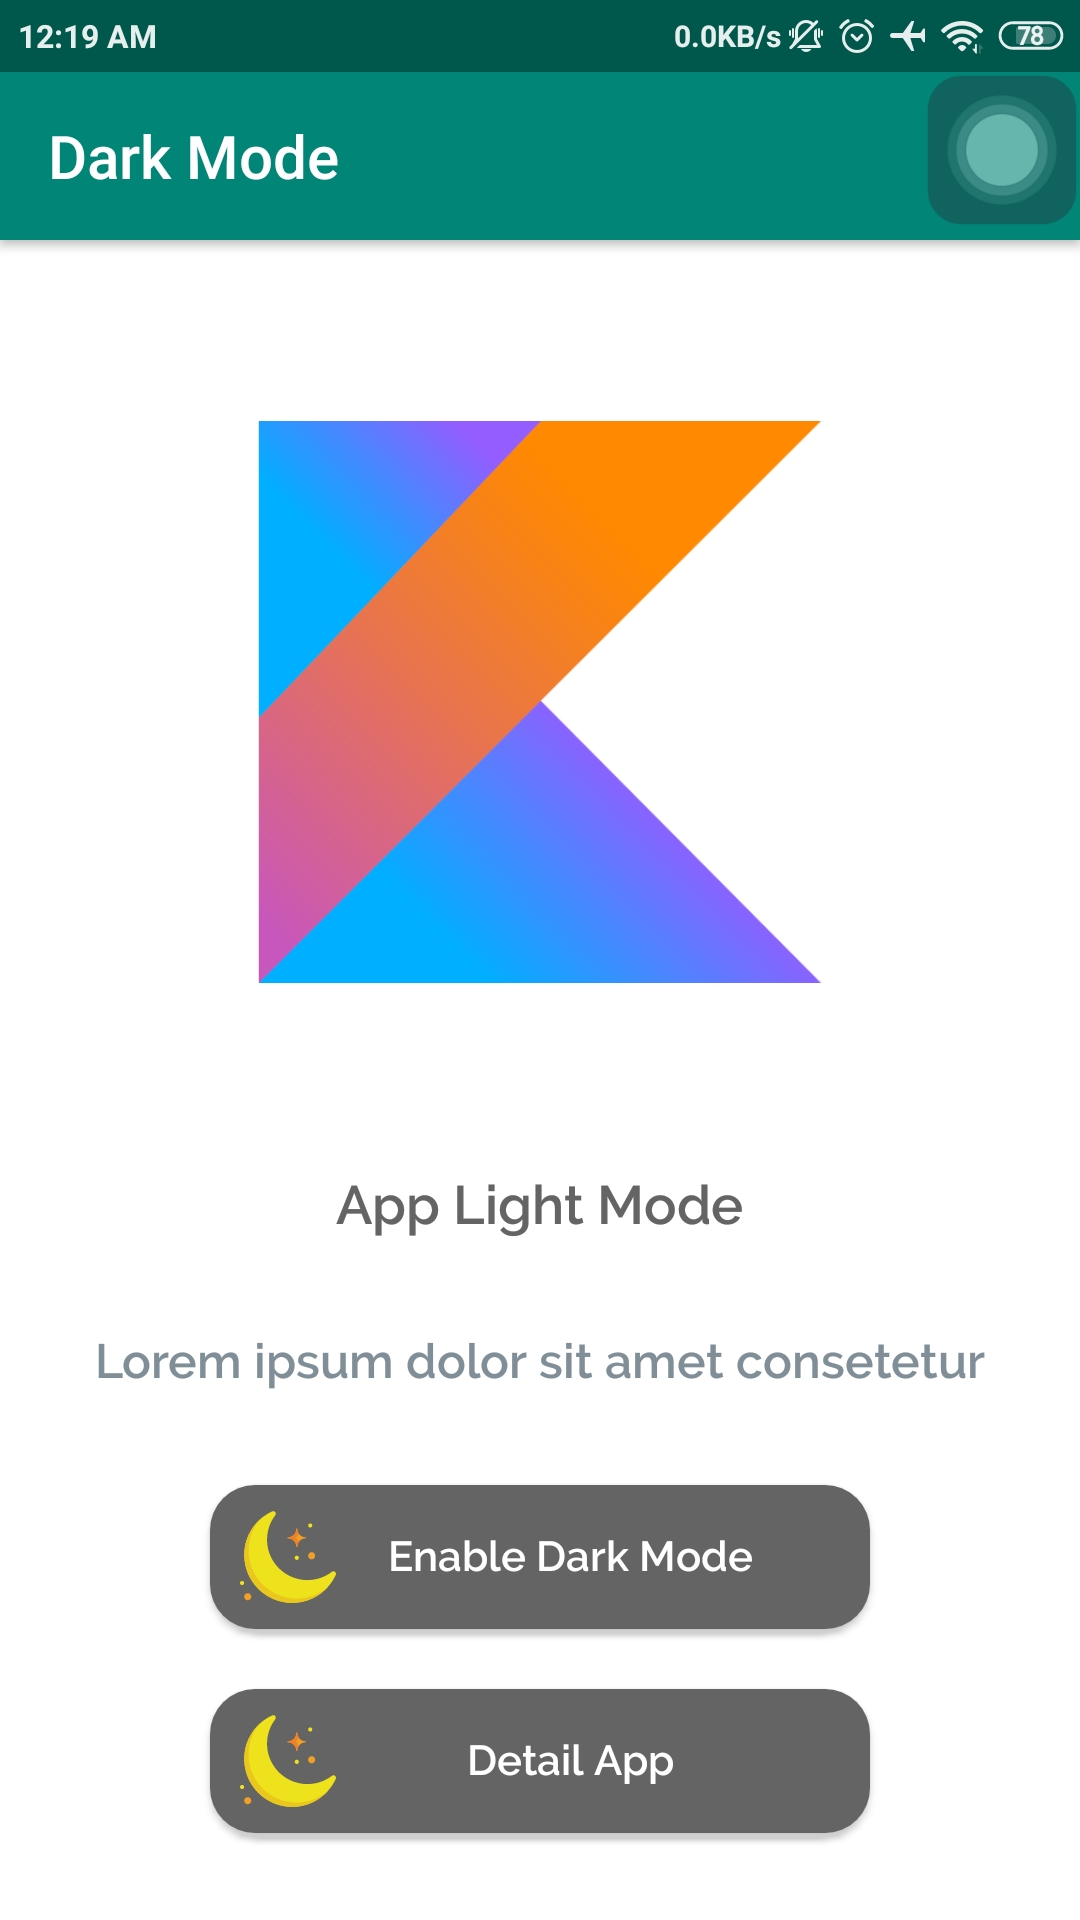 12:19 AM 0.0KB/s 78
Dark Mode
App Light Mode
Lorem ipsum dolor sit amet consetetur
Enable Dark Mode
Detail App